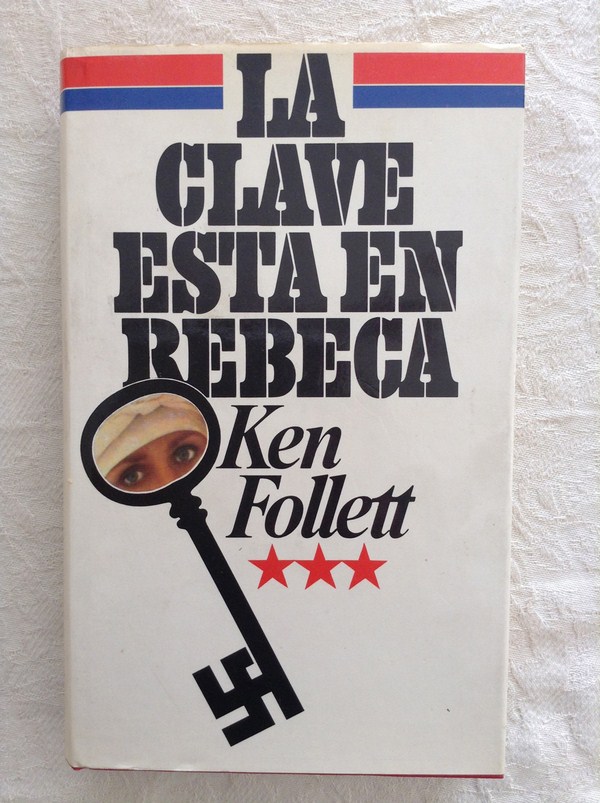 LA
CLAVE
ESTA EN
REBECA
Ken
Follett